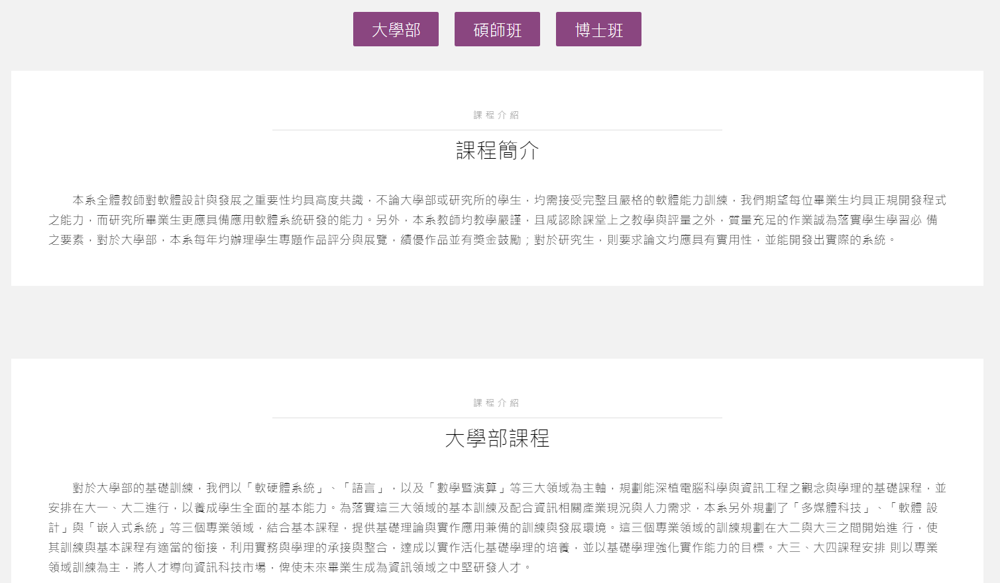 大學部
碩師班
博士班
課程介紹
課程簡介
本系全體教師對軟體設計與發展之重要性均具高度共識，不論大學部或研究所的學生，均需接受完整且嚴格的軟體能力訓練，我們期望每位畢業生均具正規開發程式
之能力，而研究所畢業生更應具備應用軟體系統研發的能力。另外，本系教師均教學嚴謹，且咸認除課堂上之教學與評量之外，質量充足的作業誠為落實學生學習必 備
之要素，對於大學部，本系每年均辦理學生專題作品評分與展覽，績優作品並有獎金鼓勵；對於研究生，則要求論文均應具有實用性，並能開發出實際的系統。
課程介紹
大學部課程
對於大學部的基礎訓練，我們以「軟硬體系統」、「語言」，以及「數學暨演算」等三大領域為主軸，規劃能深植電腦科學與資訊工程之觀念與學理的基礎課程，並
安排在大一、大二進行，以養成學生全面的基本能力。為落實這三大領域的基本訓練及配合資訊相關產業現況與人力需求，本系另外規劃了「多媒體科技」、「軟體 設
計」與「嵌入式系統」等三個專業領域，結合基本課程，提供基礎理論與實作應用兼備的訓練與發展環境。這三個專業領域的訓練規劃在大二與大三之間開始進 行，使
其訓練與基本課程有適當的銜接，利用實務與學理的承接與整合，達成以實作活化基礎學理的培養，並以基礎學理強化實作能力的目標。大三、大四課程安排 則以專業
領域訓練為主，將人才導向資訊科技市場，俾使未來畢業生成為資訊領域之中堅研發人才。